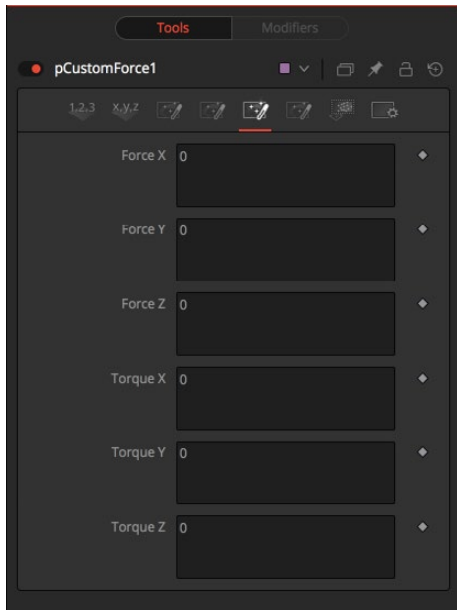 Tools Modifiers
pCustomForce1
1,2,3 x,y,z
Force X 0
Force Y 0
Force Z 0
Torque X 0
Torque Y 0
Torque Z 0